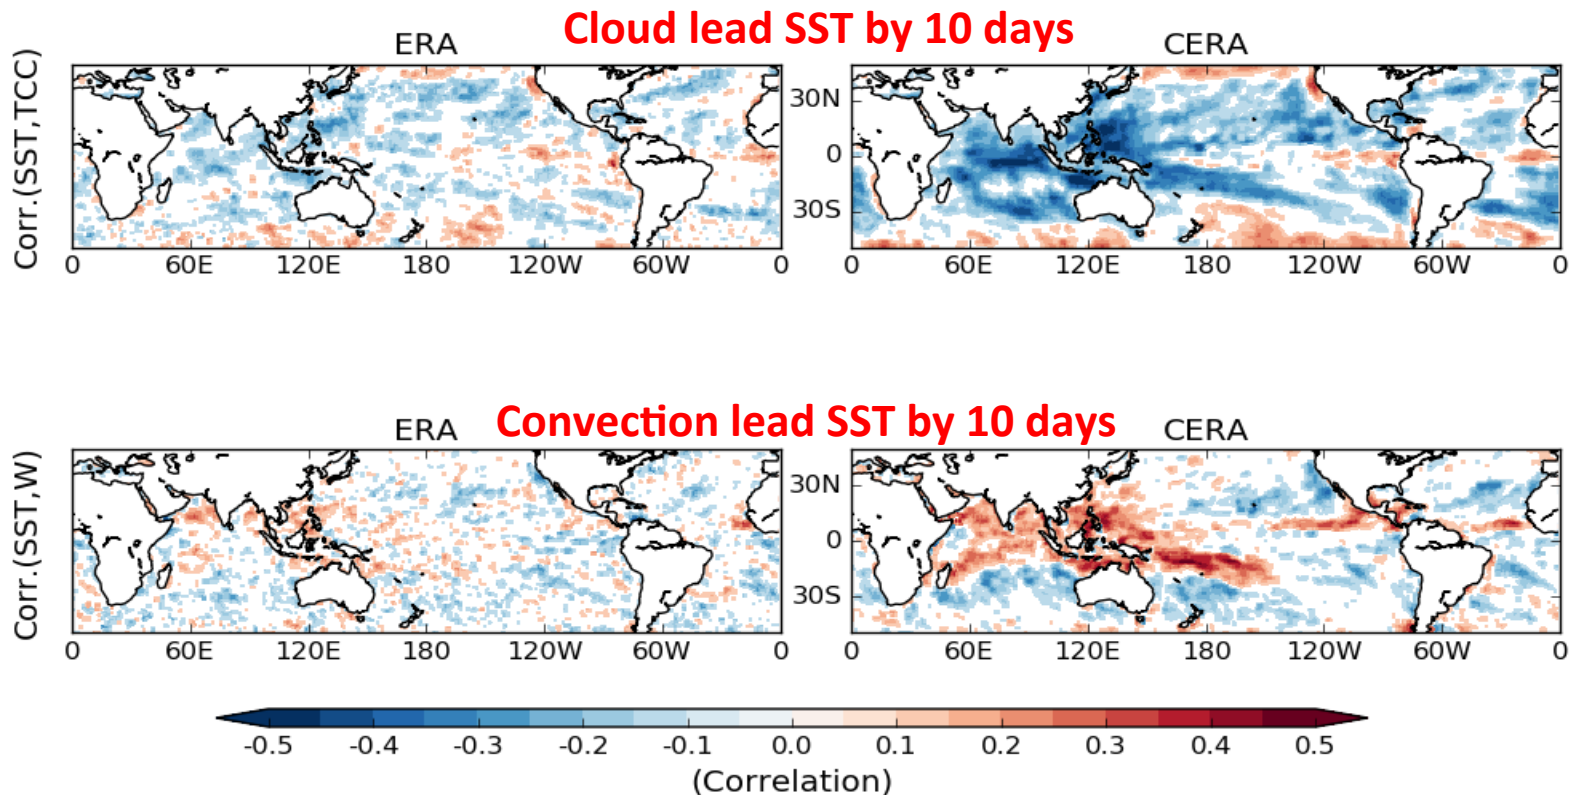 Cloud lead SST by 10 days
ERA
CERA
Corr.(SST,TCC)
30N
0
30S
0 60E 120E 180 120W 60W 0
0 60E 120E 180 120W 60W 0
Convection lead SST by 10 days
ERA
CERA
Corr.(SST,W)
30N
0
30S
0 60E 120E 180 120W 60W 0
0 60E 120E 180 120W 60W 0
-0.5 -0.4 -0.3 -0.2 -0.1 0.0 0.1 0.2 0.3 0.4 0.5
(Correlation)